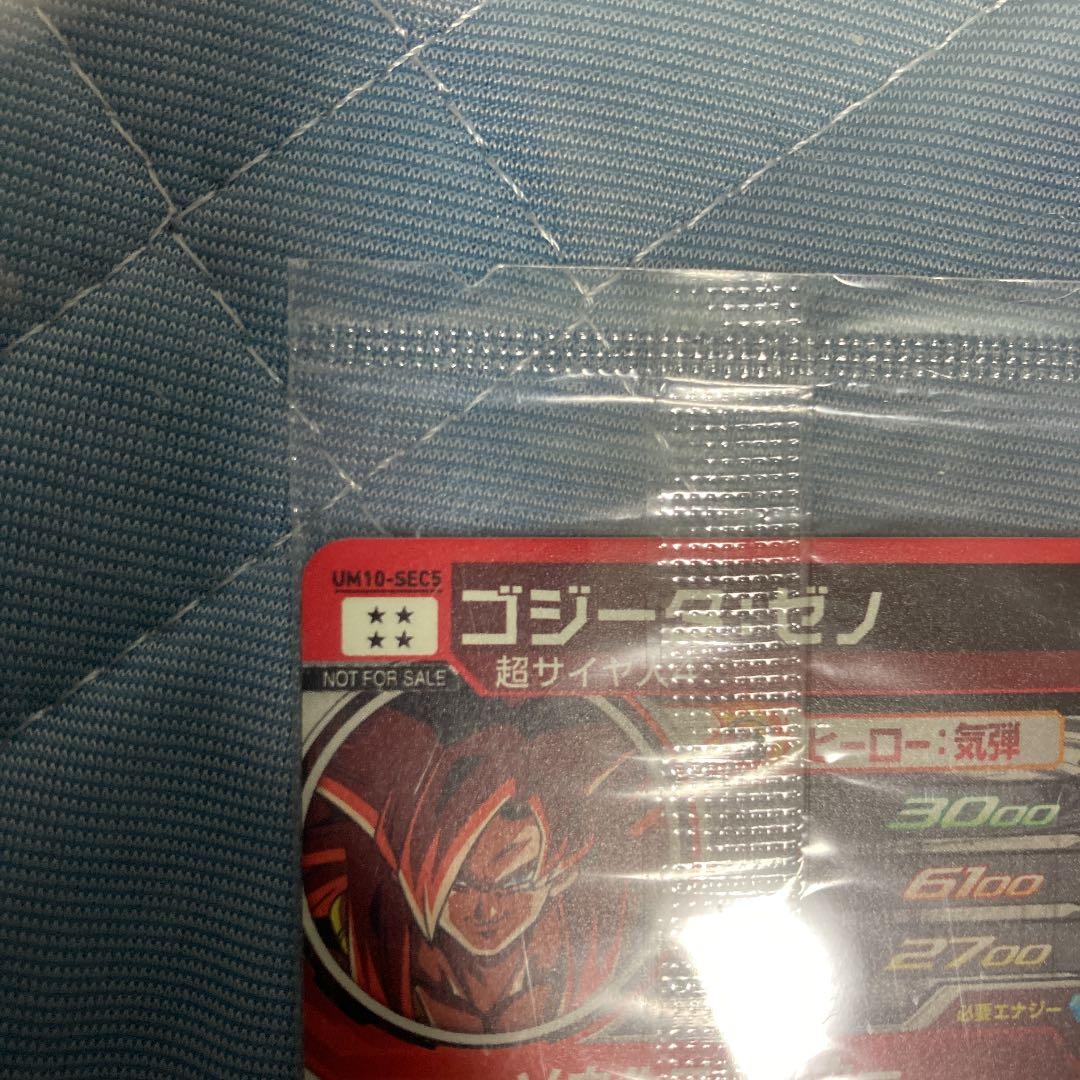 UM10-SEC5
ゴジータ:ゼノ
NOT FOR SALE
超サイヤ人4
ヒーロー:気弾
3000
6100
2700
必要エナジー